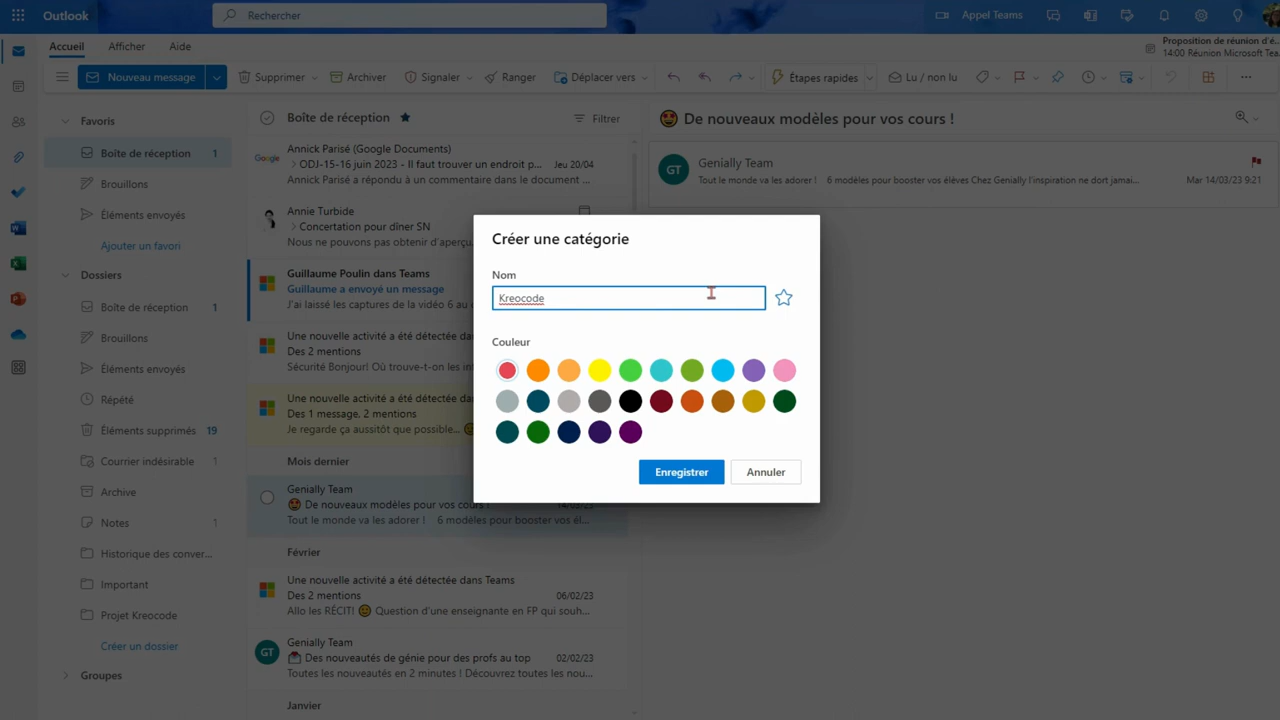 Outlook
Rechercher
Appel Teams
Accueil
Afficher
Aide
Proposition de réunion d'é...
14:00 Réunion Microsoft Tea...
Nouveau message
Supprimer
Archiver
Signaler
Ranger
Déplacer vers
Étapes rapides
Lu / non lu
Favoris
Boîte de réception 1
Brouillons
Éléments envoyés
Ajouter un favori
Dossiers
Boîte de réception 1
Brouillons
Éléments envoyés
Répété
Éléments supprimés 19
Courrier indésirable 1
Archive
Notes 1
Historique des conver...
Important
Projet Kreocode
Créer un dossier
Groupes
Boîte de réception
Filtrer
Google
Annick Parisé (Google Documents)
ODJ-15-16 juin 2023 - Il faut trouver un endroit p... Jeu 20/04
Annick Parisé a répondu à un commentaire dans le document ...
Annie Turbide
Concertation pour dîner SN
Nous ne pouvons pas obtenir d'aperçu
Guillaume Poulin dans Teams
Guillaume a envoyé un message
J'ai laissé les captures de la vidéo 6 au
Une nouvelle activité a été détectée dans
Des 2 mentions
Sécurité Bonjour! Où trouve-t-on les int
Une nouvelle activité a été détectée dans
Des 1 message, 2 mentions
Je regarde ça aussitôt que possible...
Mois dernier
Genially Team
De nouveaux modèles pour vos cours ! 14/03/23
Tout le monde va les adorer ! 6 modèles pour booster vos él...
Février
Une nouvelle activité a été détectée dans Teams
Des 2 mentions 06/02/23
Allo les RÉCIT! Question d'une enseignante en FP qui souh...
GT
Genially Team
Des nouveautés de génie pour des profs au top 02/02/23
Toutes les nouveautés en 2 minutes ! Découvrez toutes les nou...
Janvier
De nouveaux modèles pour vos cours !
GT
Genially Team
Tout le monde va les adorer ! 6 modèles pour booster vos élèves Chez Genially l'inspiration ne dort jamais... Mar 14/03/23 9:21
Créer une catégorie
Nom
Kreocode
Couleur
Enregistrer
Annuler